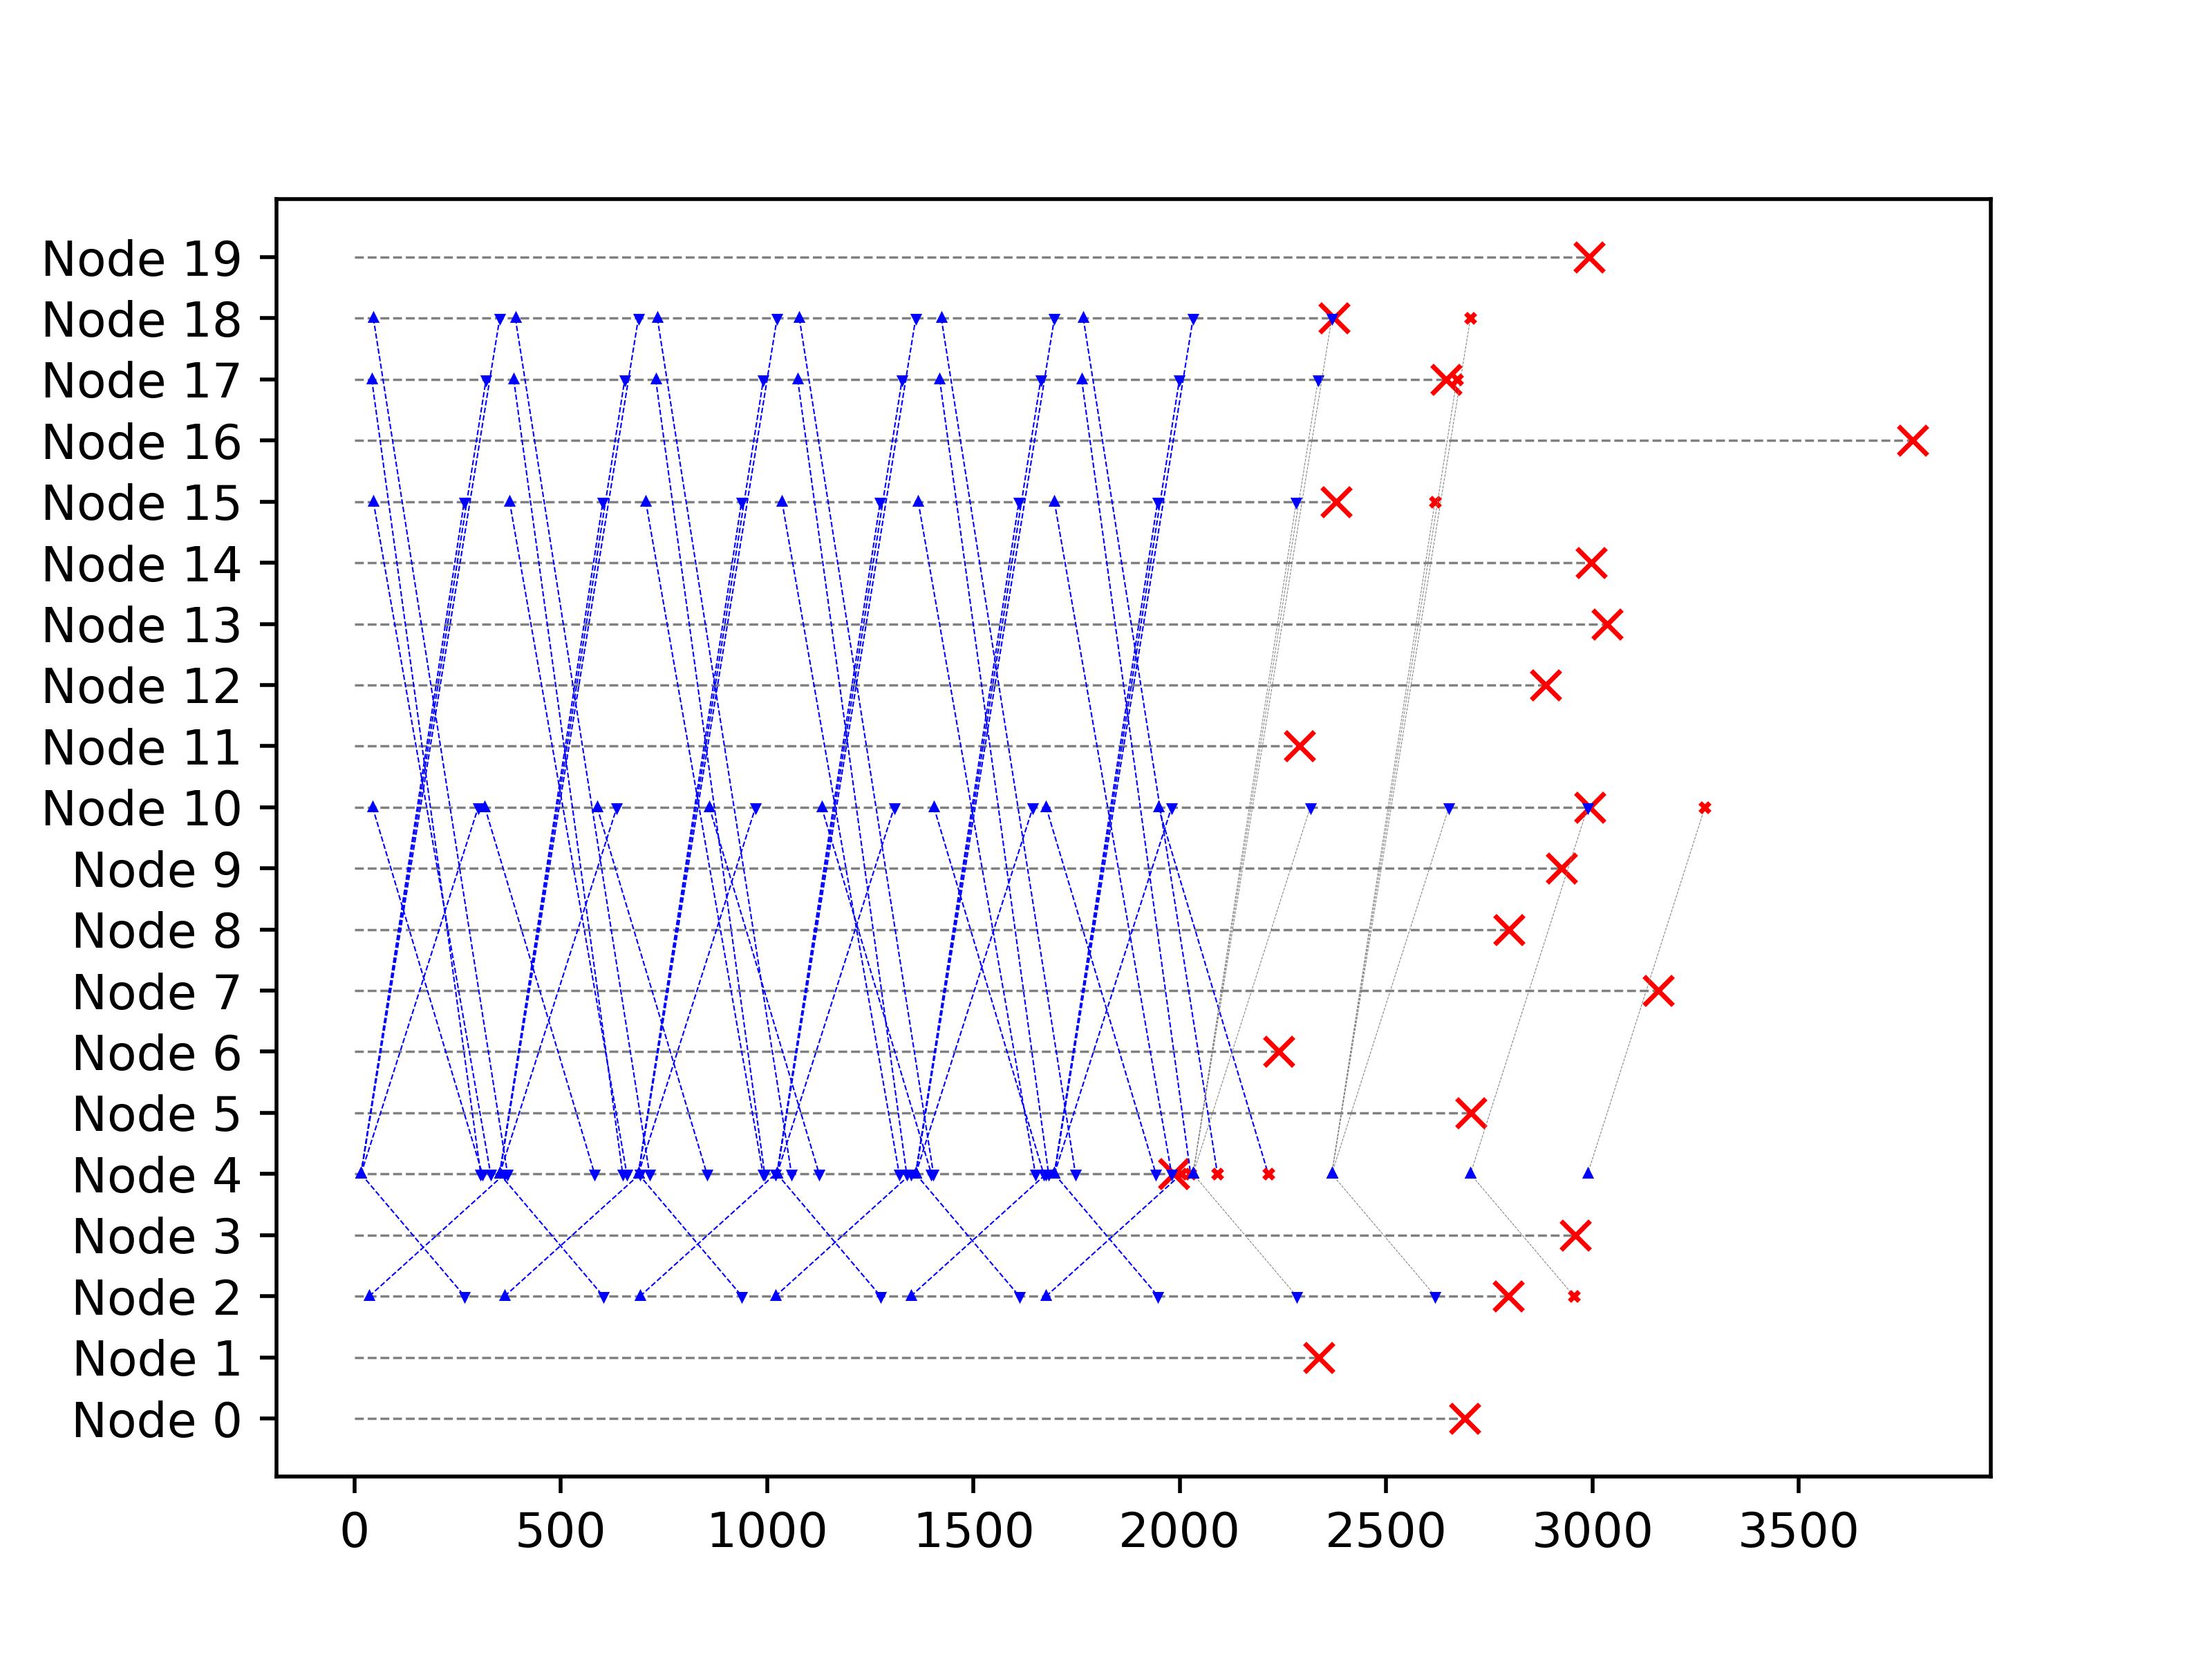 Node 19
Node 18
Node 17
Node 16
Node 15
Node 14
Node 13
Node 12
Node 11
Node 10
Node 9
Node 8
Node 7
Node 6
Node 5
Node 4
Node 3
Node 2
Node 1
Node 0
0 500 1000 1500 2000 2500 3000 3500